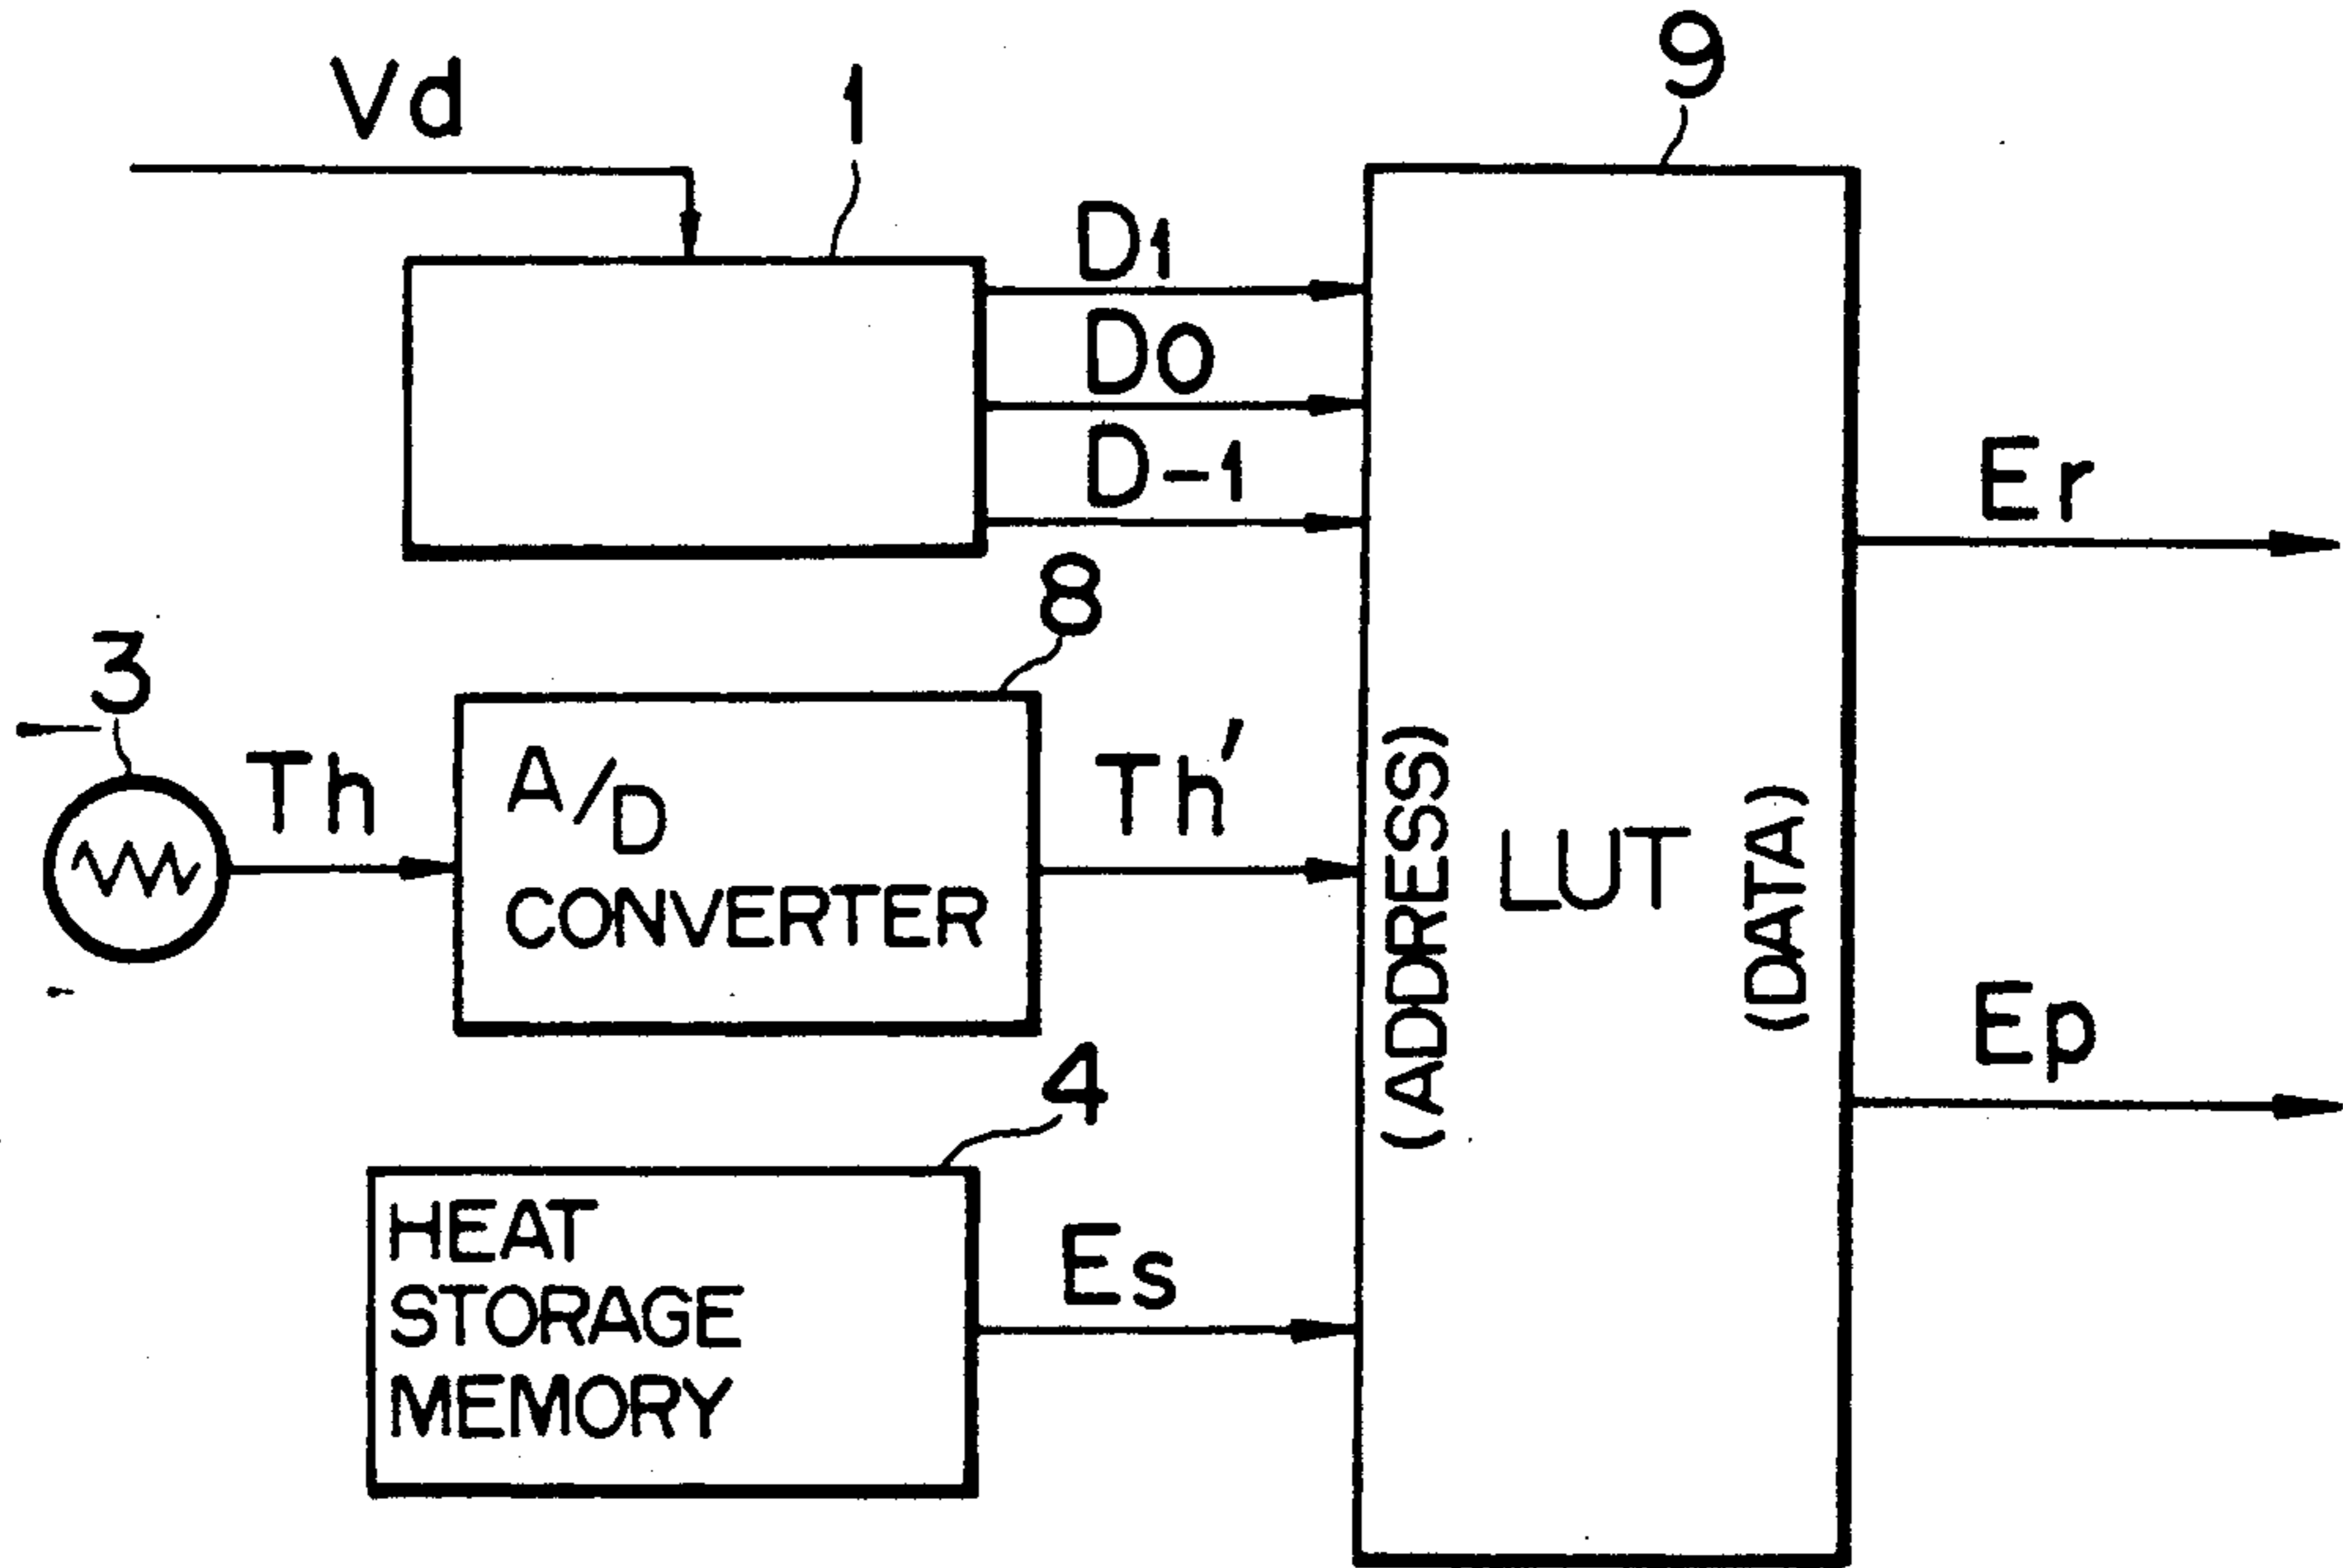 Vd
1
9
D1
D0
D-1
Er
8
3
Th
A/D
CONVERTER
Th'
(ADDRESS)
LUT
(DATA)
Ep
4
HEAT
STORAGE
MEMORY
Es